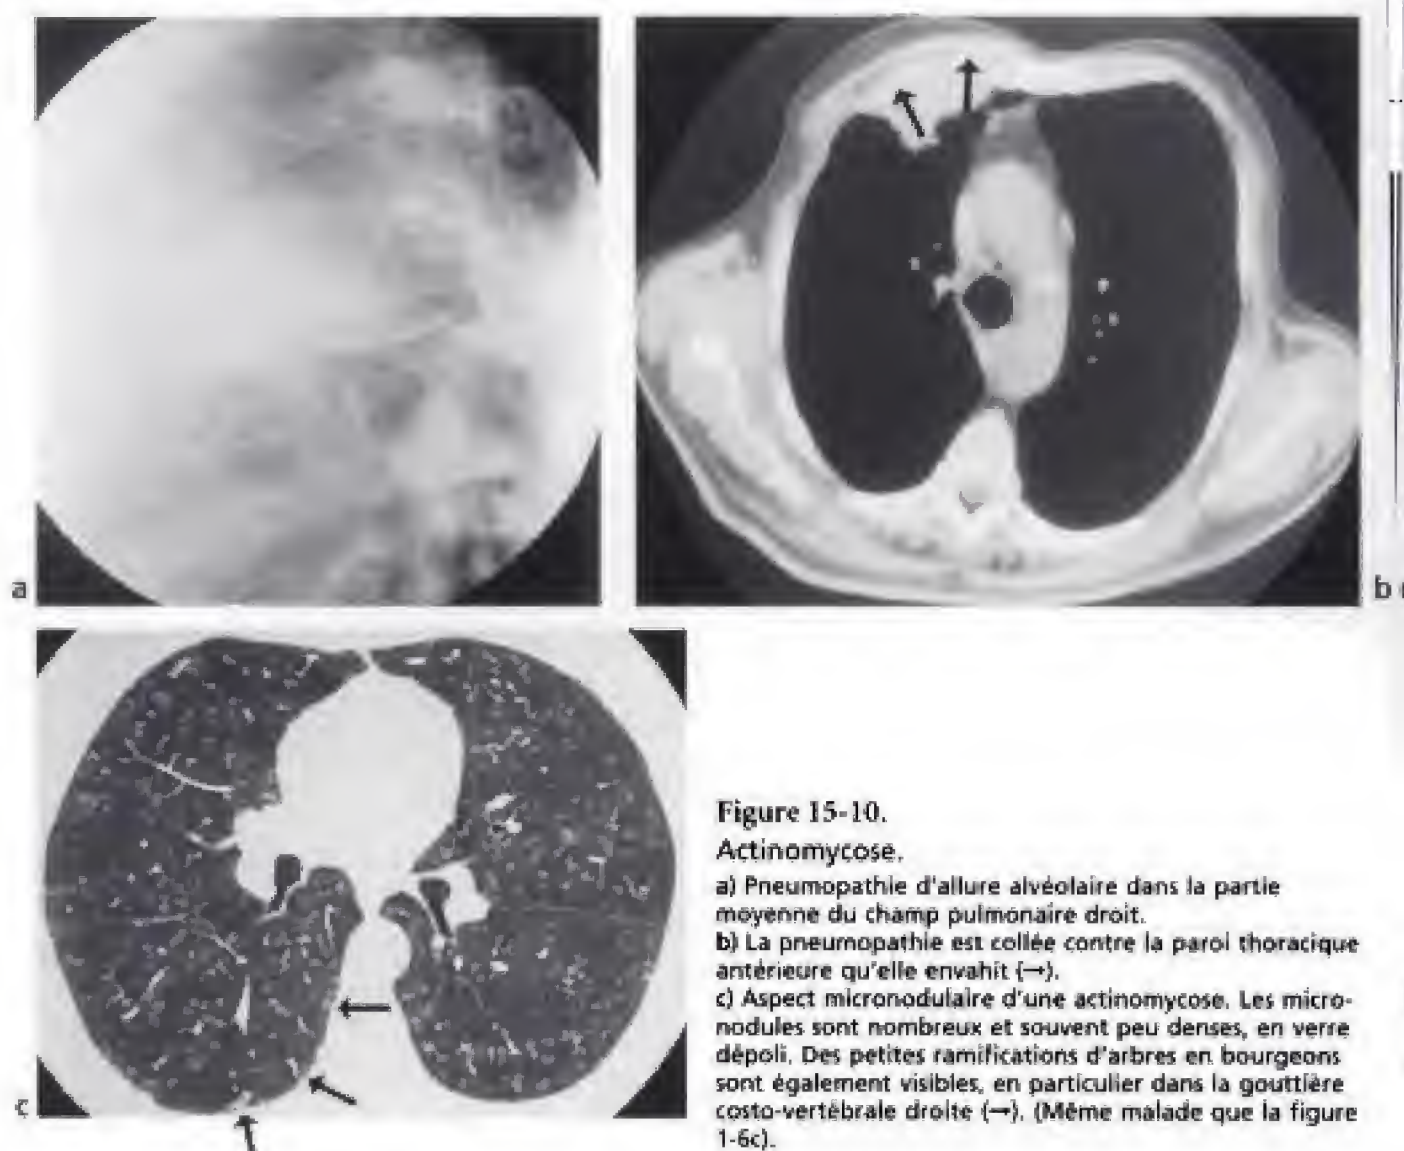 a
b
c
Figure 15-10.
Actinomycose.
a) Pneumopathie d'allure alvéolaire dans la partie
moyenne du champ pulmonaire droit.
b) La pneumopathie est collée contre la paroi thoracique
antérieure qu'elle envahit (→).
c) Aspect micronodulaire d'une actinomycose. Les micro-
nodules sont nombreux et souvent peu denses, en verre
dépoli. Des petites ramifications d'arbres en bourgeons
sont également visibles, en particulier dans la gouttière
costo-vertébrale droite (→). (Même malade que la figure
1-6c).